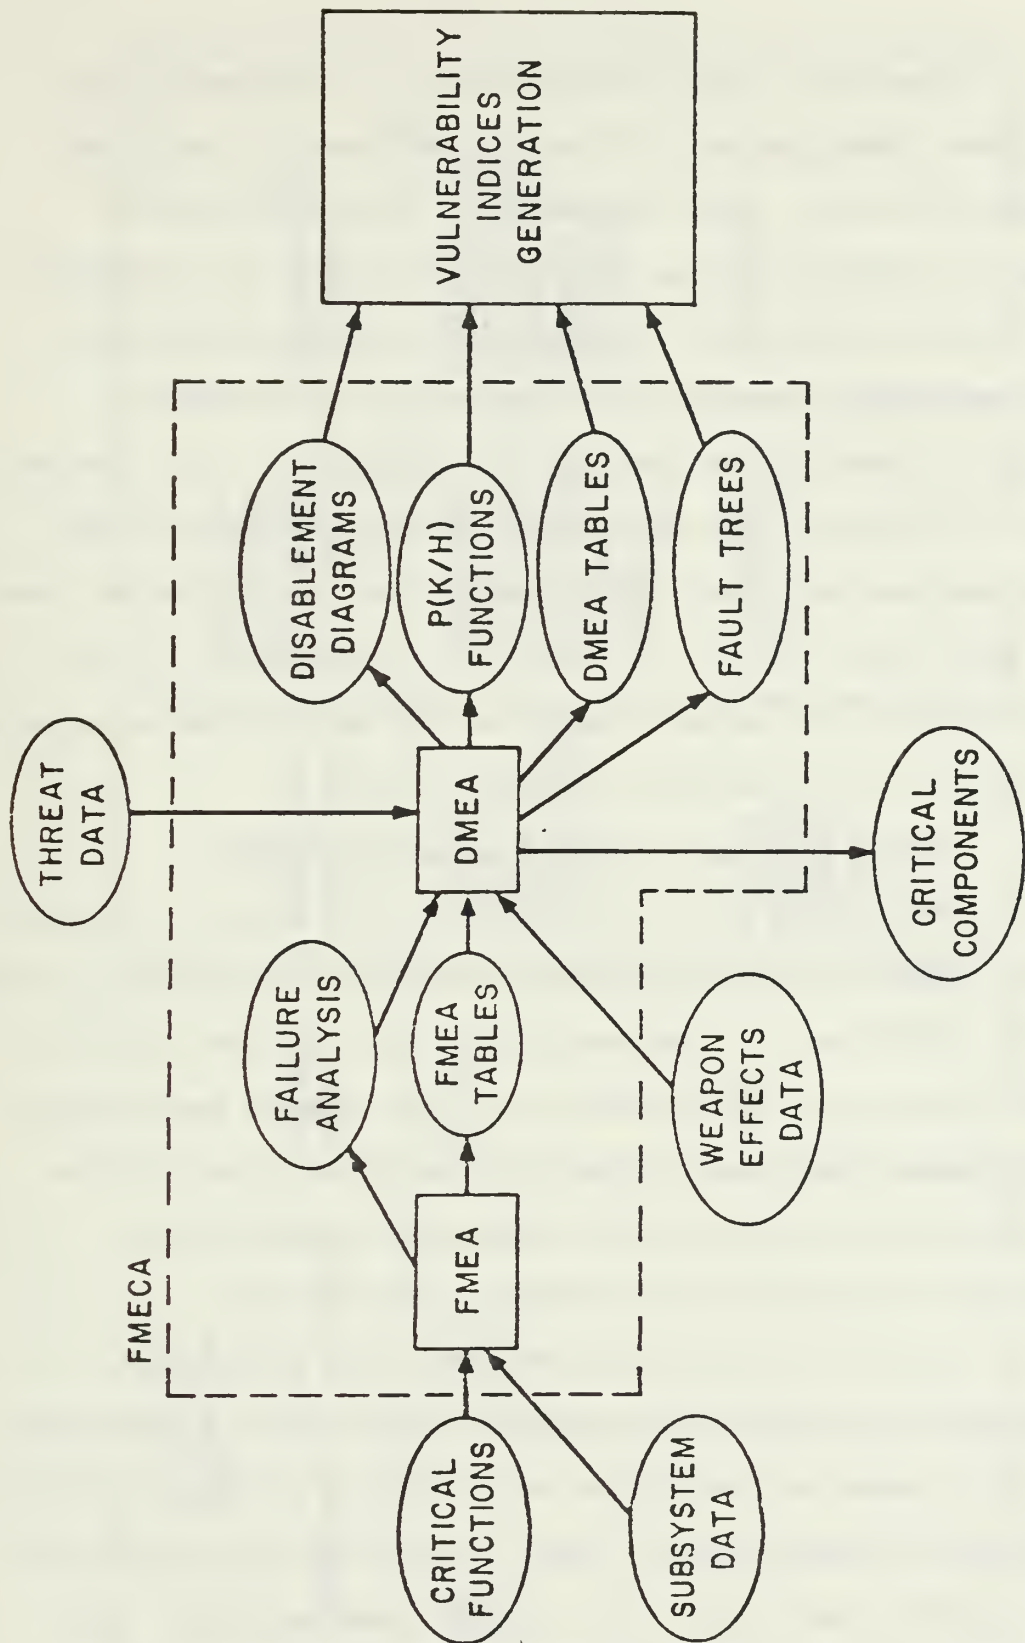 FMECA
THREAT
DATA
CRITICAL
FUNCTIONS
SUBSYSTEM
DATA
FMEA
FAILURE
ANALYSIS
FMEA
TABLES
WEAPON
EFFECTS
DATA
DMEA
CRITICAL
COMPONENTS
DISABLEMENT
DIAGRAMS
P(K/H)
FUNCTIONS
DMEA TABLES
FAULT TREES
VULNERABILITY
INDICES
GENERATION